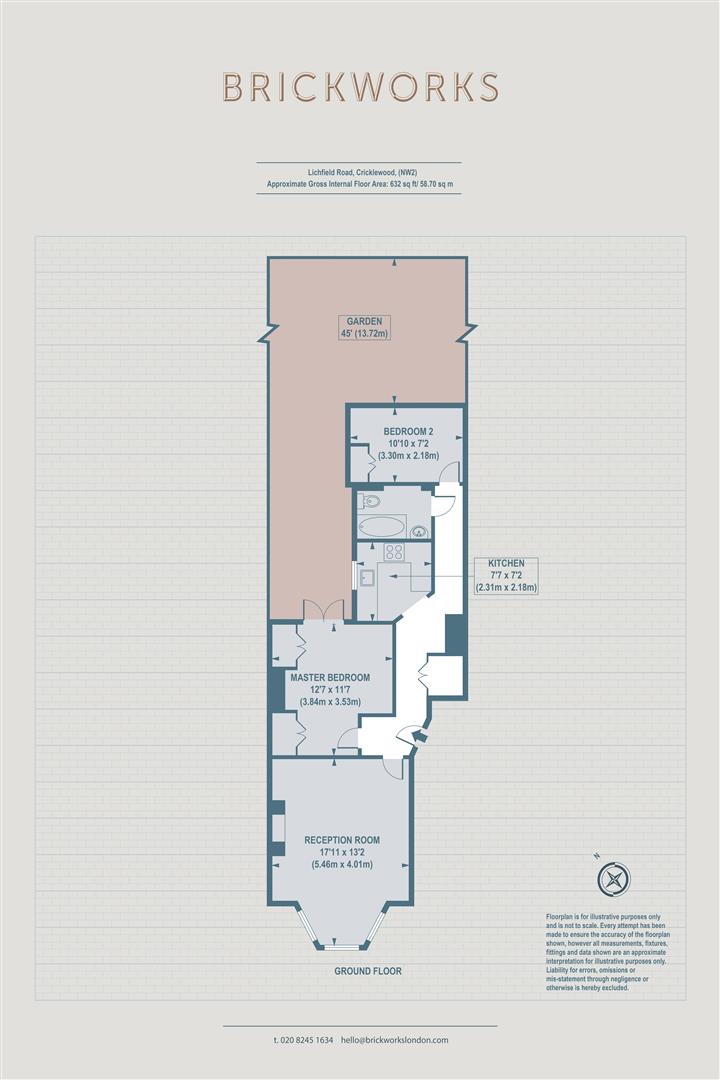 BRICKWORKS
Lichfield Road, Cricklewood, (NW2)
Approximate Gross Internal Floor Area: 632 sq ft/ 58.70 sq m
GARDEN
45' (13.72m)
BEDROOM 2
10'10 x 7'2
(3.30m x 2.18m)
KITCHEN
7'7 x 7'2
(2.31m x 2.18m)
MASTER BEDROOM
12'7 x 11'7
(3.84m x 3.53m)
RECEPTION ROOM
17'11 x 13'2
(5.46m x 4.01m)
N
Floorplan is for illustrative purposes only
and is not to scale. Every attempt has been
made to ensure the accuracy of the floorplan
shown, however all measurements, fixtures,
fittings and data shown are an approximate
interpretation for illustrative purposes only.
Liability for errors, omissions or
mis-statement through negligence or
otherwise is hereby excluded.
GROUND FLOOR
t. 020 8245 1634 hello@brickworkslondon.com